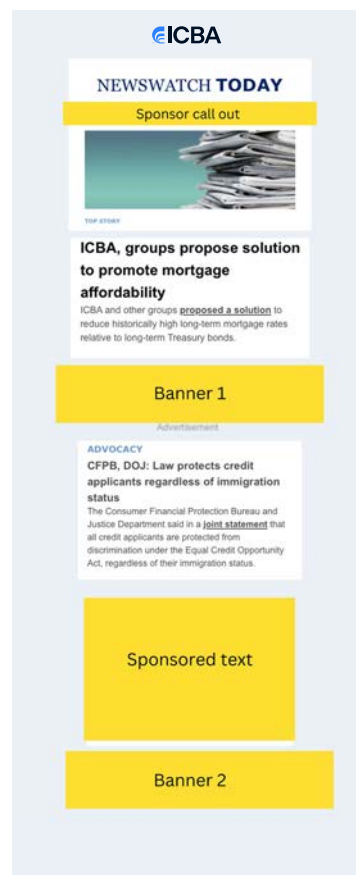 ICBA
NEWSWATCH TODAY
Sponsor call out
TOP STORY
ICBA, groups propose solution
to promote mortgage
affordability
ICBA and other groups proposed a solution to
reduce historically high long-term mortgage rates
relative to long-term Treasury bonds.
Banner 1
Advertisement
ADVOCACY
CFPB, DOJ: Law protects credit
applicants regardless of immigration
status
The Consumer Financial Protection Bureau and
Justice Department said in a joint statement that
all credit applicants are protected from
discrimination under the Equal Credit Opportunity
Act, regardless of their immigration status.
Sponsored text
Banner 2